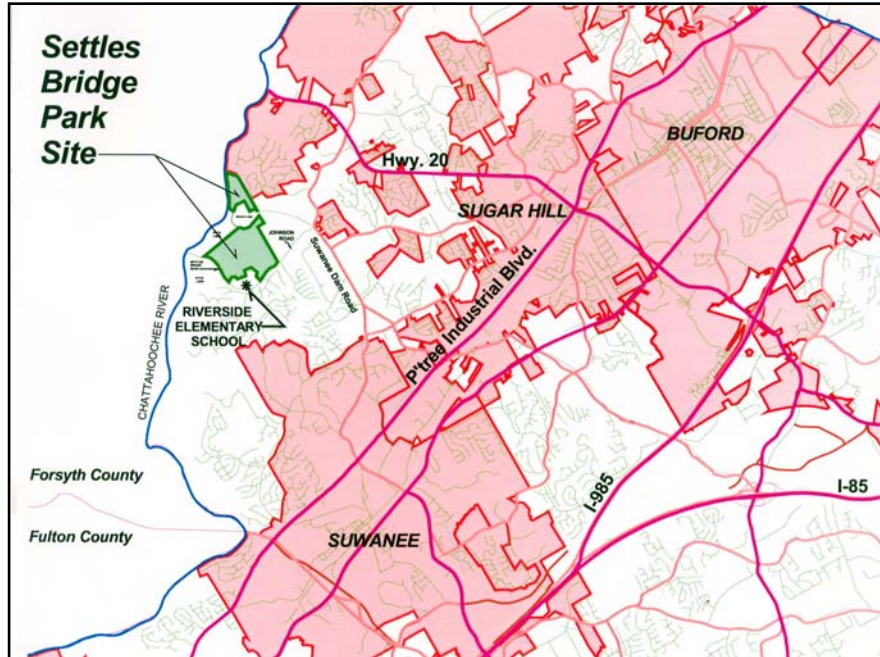 Settles
Bridge
Park
Site
BUFORD
Hwy. 20
SUGAR HILL
JOHNSON
ROAD
Suwanee Dam Road
RIVERSIDE
ELEMENTARY
SCHOOL
P'tree Industrial Blvd.
CHATTAHOOCHEE RIVER
Forsyth County
Fulton County
I-985
I-85
SUWANEE